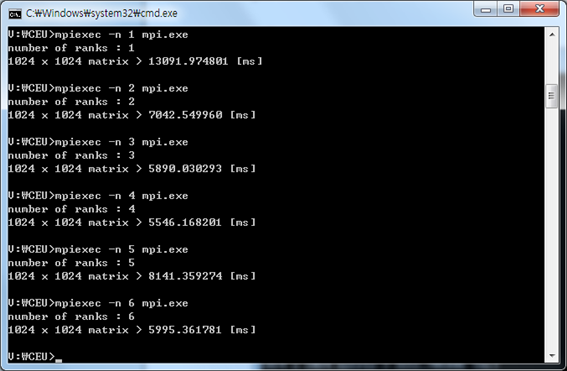 C:₩Windows₩system32₩cmd.exe
V:₩CEU>mpiexec -n 1 mpi.exe
number of ranks : 1
1024 x 1024 matrix > 13091.974801 [ms]
V:₩CEU>mpiexec -n 2 mpi.exe
number of ranks : 2
1024 x 1024 matrix > 7042.549960 [ms]
V:₩CEU>mpiexec -n 3 mpi.exe
number of ranks : 3
1024 x 1024 matrix > 5890.030293 [ms]
V:₩CEU>mpiexec -n 4 mpi.exe
number of ranks : 4
1024 x 1024 matrix > 5546.168201 [ms]
V:₩CEU>mpiexec -n 5 mpi.exe
number of ranks : 5
1024 x 1024 matrix > 8141.359274 [ms]
V:₩CEU>mpiexec -n 6 mpi.exe
number of ranks : 6
1024 x 1024 matrix > 5995.361781 [ms]
V:₩CEU>_